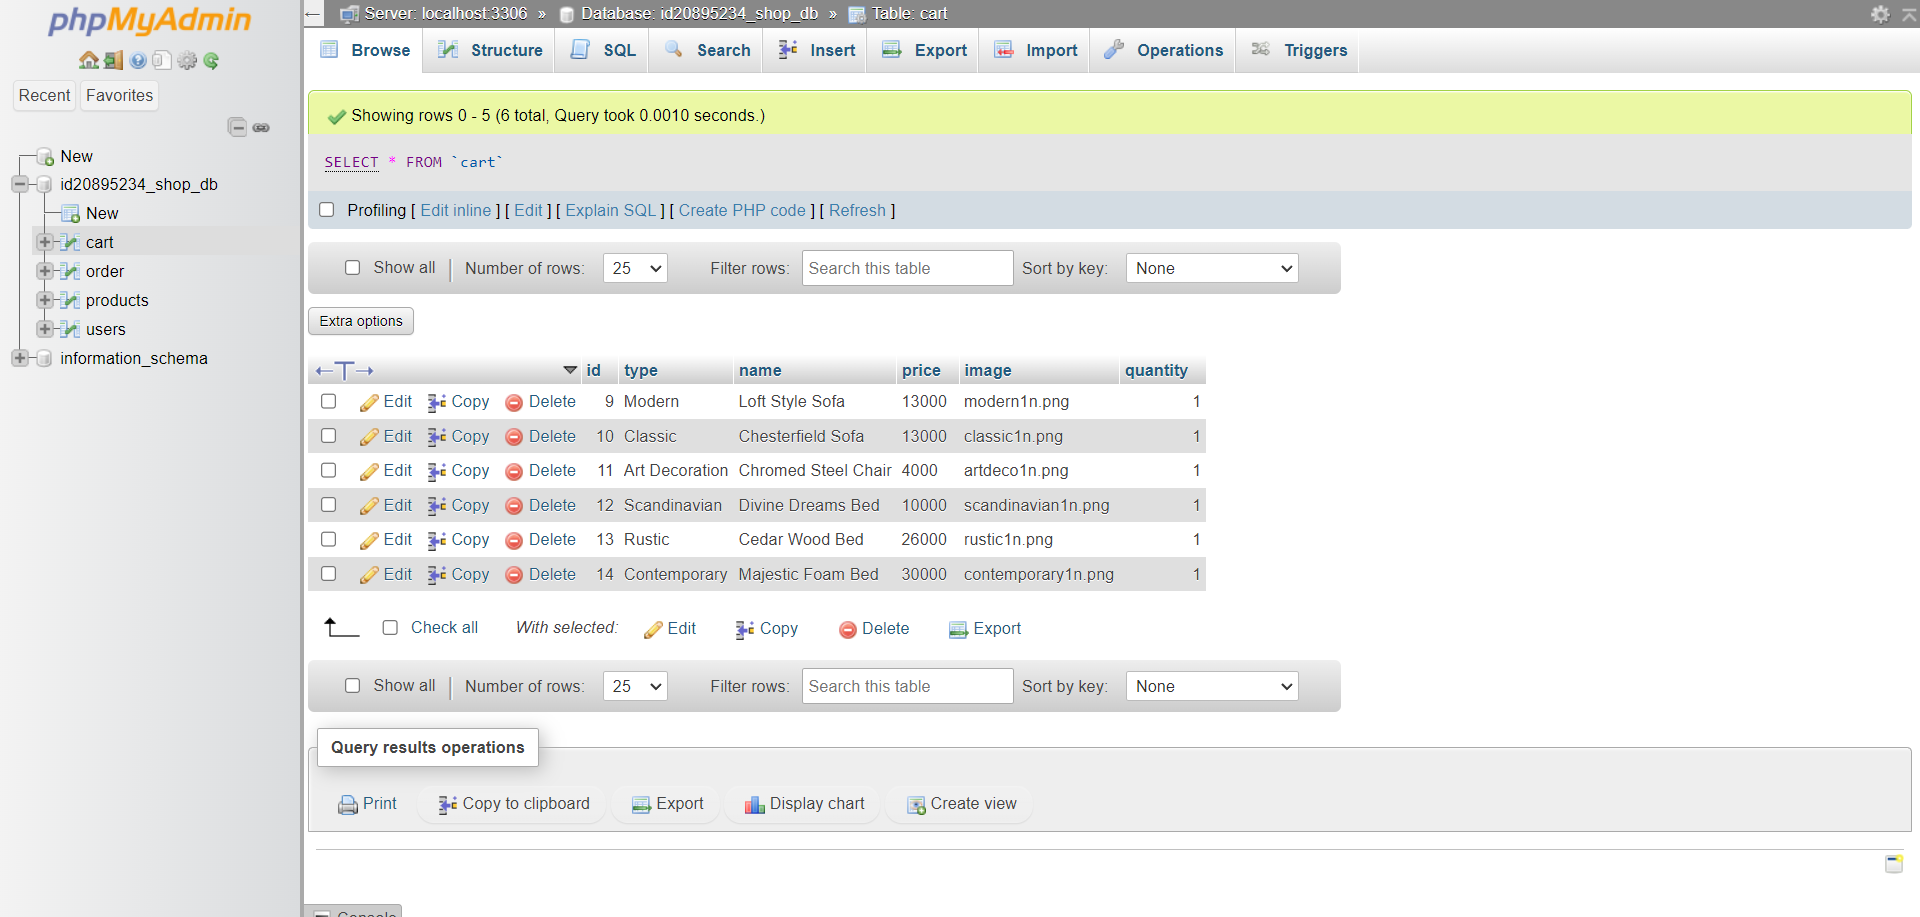 phpMyAdmin
Recent Favorites
New
id20895234_shop_db
New
cart
order
products
users
information_schema
← Server: localhost:3306 » Database: id20895234_shop_db » Table: cart
Browse Structure SQL Search Insert Export Import Operations Triggers
Showing rows 0 - 5 (6 total, Query took 0.0010 seconds.)
SELECT * FROM `cart`
Profiling [ Edit inline ] [ Edit ] [ Explain SQL ] [ Create PHP code ] [ Refresh ]
Show all | Number of rows: 25 Filter rows: Search this table Sort by key: None
Extra options
←T→ id type name price image quantity
Edit Copy Delete 9 Modern Loft Style Sofa 13000 modern1n.png 1
Edit Copy Delete 10 Classic Chesterfield Sofa 13000 classic1n.png 1
Edit Copy Delete 11 Art Decoration Chromed Steel Chair 4000 artdeco1n.png 1
Edit Copy Delete 12 Scandinavian Divine Dreams Bed 10000 scandinavian1n.png 1
Edit Copy Delete 13 Rustic Cedar Wood Bed 26000 rustic1n.png 1
Edit Copy Delete 14 Contemporary Majestic Foam Bed 30000 contemporary1n.png 1
Check all With selected: Edit Copy Delete Export
Show all | Number of rows: 25 Filter rows: Search this table Sort by key: None
Query results operations
Print Copy to clipboard Export Display chart Create view
Console